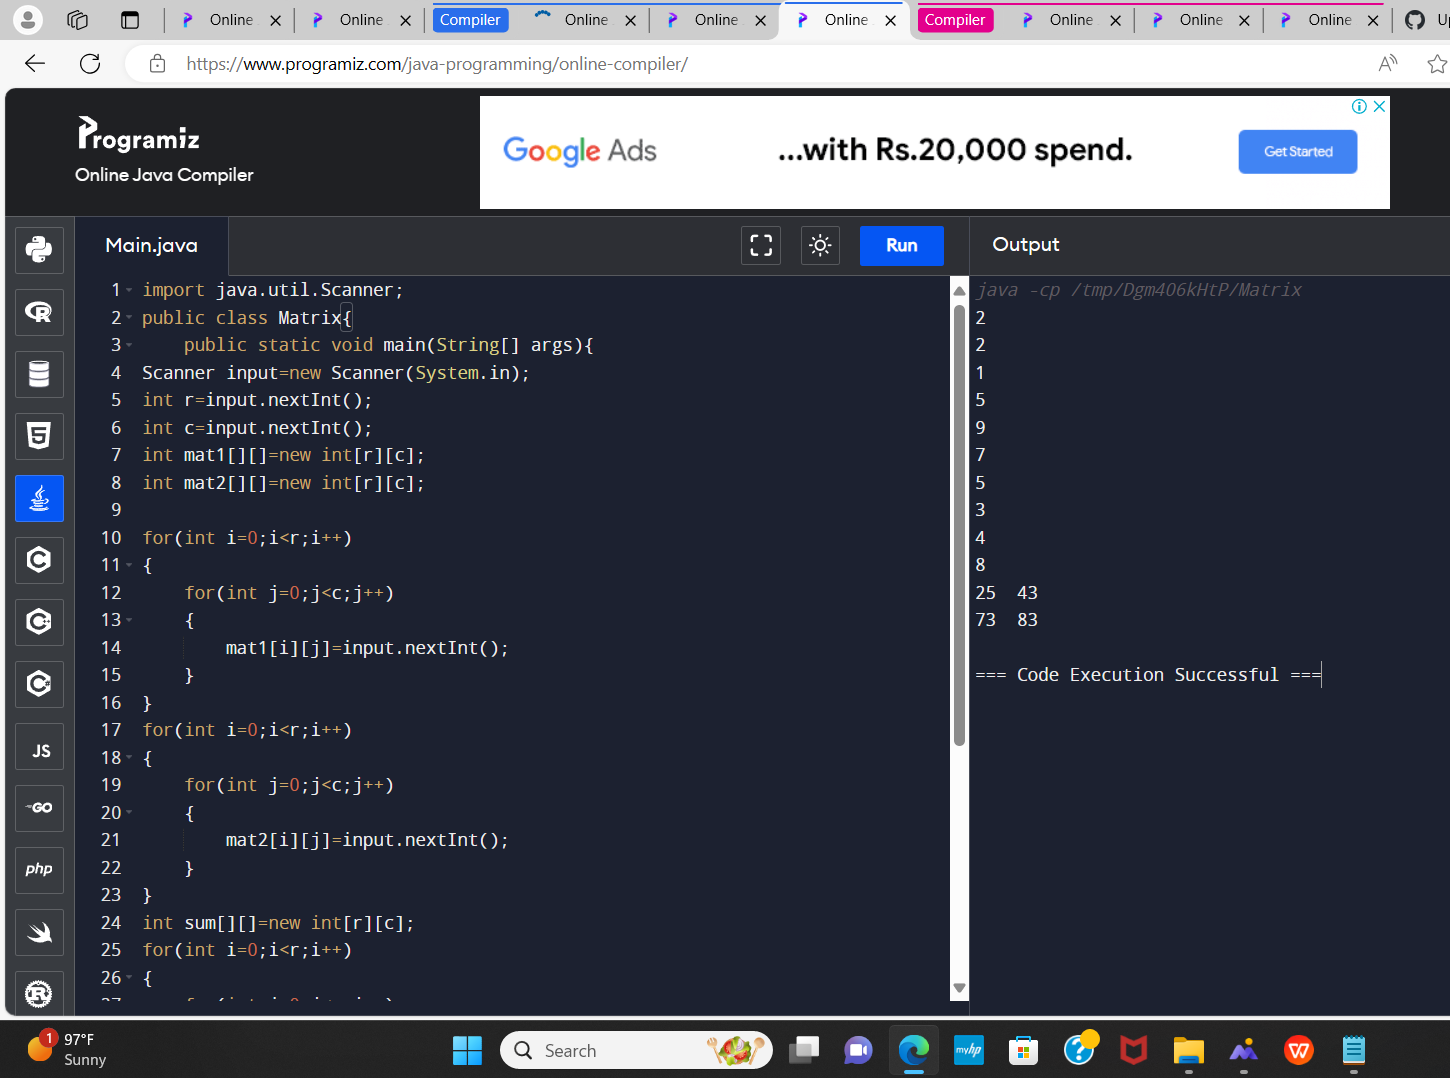 Online
Online
Compiler
Online
Online
Online
Compiler
Online
Online
Online
https://www.programiz.com/java-programming/online-compiler/
Programiz
Online Java Compiler
Google Ads
...with Rs.20,000 spend.
Get Started
Main.java
Run
Output
1 import java.util.Scanner;
2 public class Matrix{
3     public static void main(String[] args){
4 Scanner input=new Scanner(System.in);
5 int r=input.nextInt();
6 int c=input.nextInt();
7 int mat1[][]=new int[r][c];
8 int mat2[][]=new int[r][c];
9
10 for(int i=0;i<r;i++)
11 {
12     for(int j=0;j<c;j++)
13     {
14         mat1[i][j]=input.nextInt();
15     }
16 }
17 for(int i=0;i<r;i++)
18 {
19     for(int j=0;j<c;j++)
20     {
21         mat2[i][j]=input.nextInt();
22     }
23 }
24 int sum[][]=new int[r][c];
25 for(int i=0;i<r;i++)
26 {
java -cp /tmp/Dgm4O6kHtP/Matrix
2
2
1
5
9
7
5
3
4
8
25  43
73  83
=== Code Execution Successful ===
JS
GO
php
1
97°F
Sunny
Search
myhp